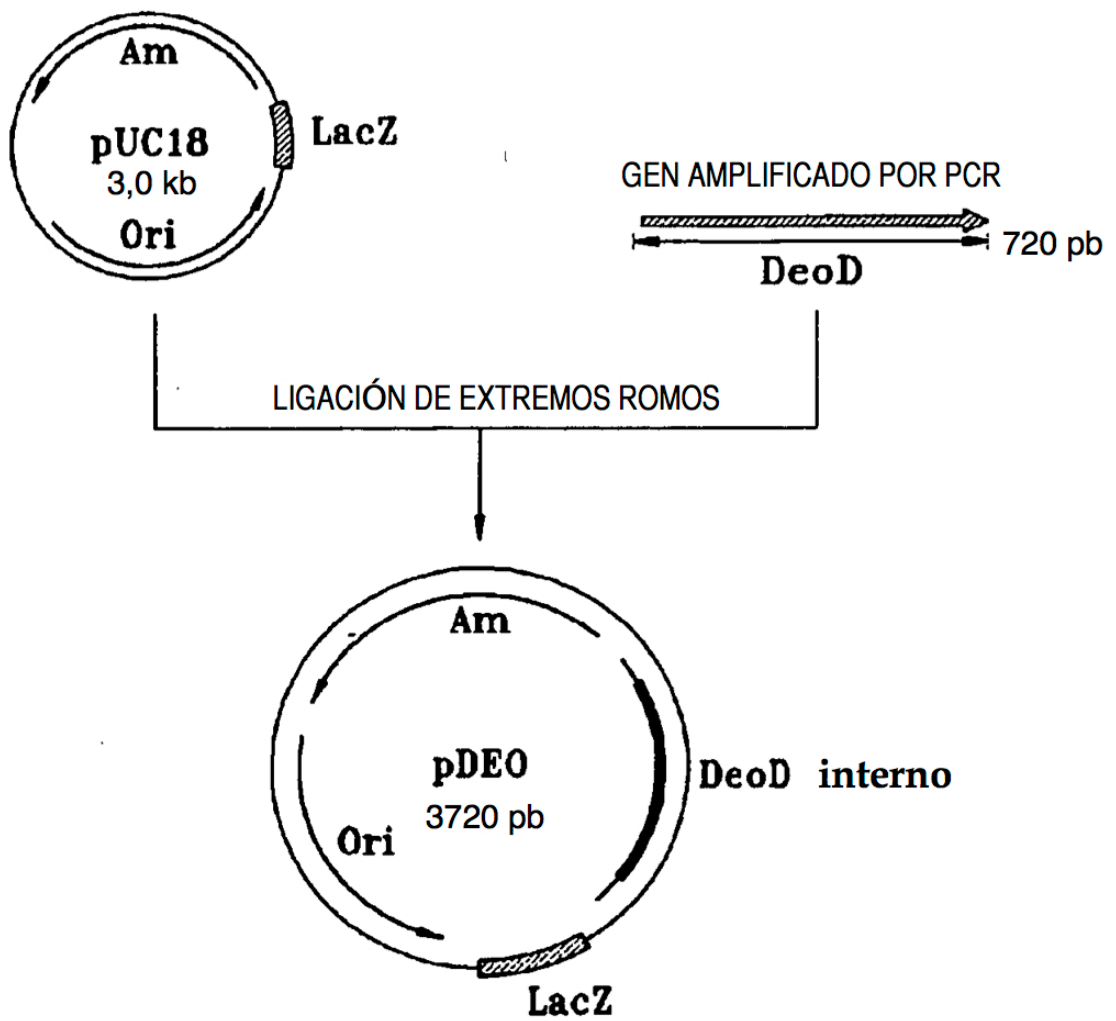 Am
pUC18
3,0 kb
Ori
LacZ
GEN AMPLIFICADO POR PCR
720 pb
DeoD
LIGACIÓN DE EXTREMOS ROMOS
Am
pDEO
3720 pb
Ori
DeoD interno
LacZ